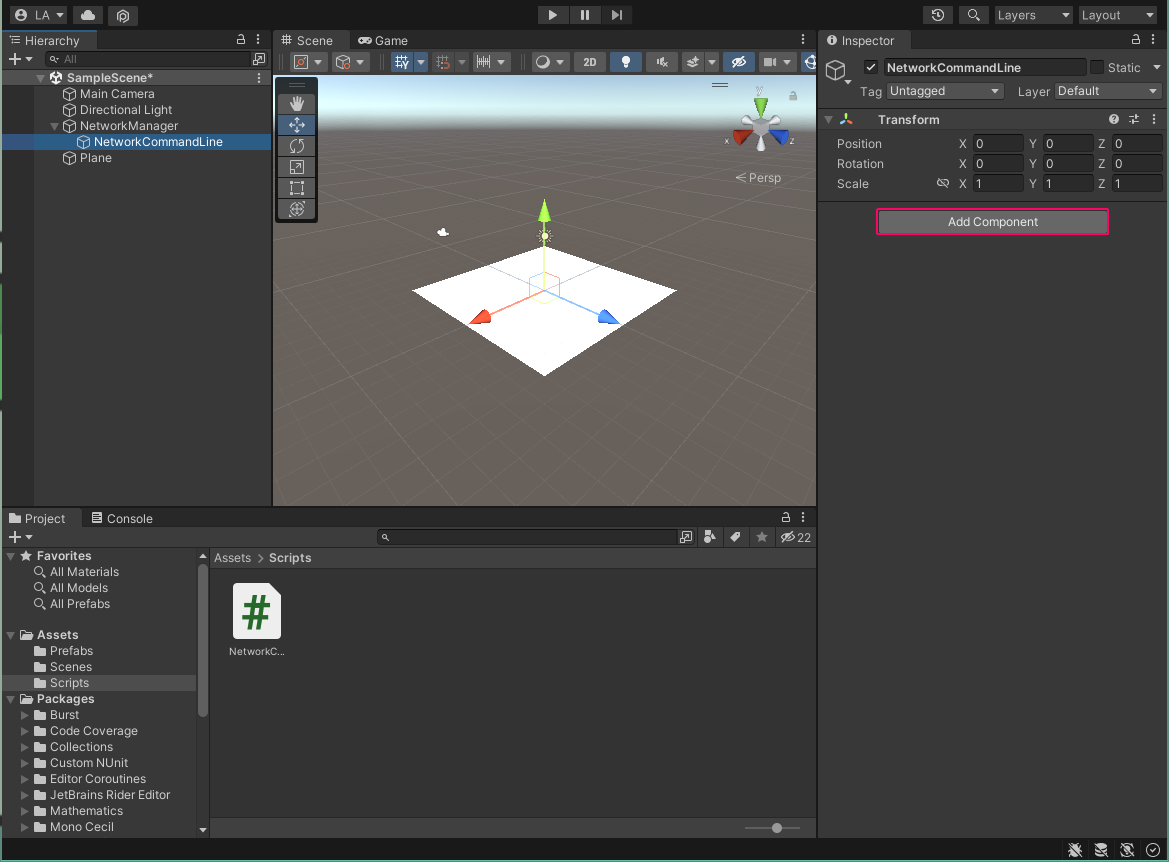 LA
Layers
Layout
Hierarchy
All
SampleScene*
Main Camera
Directional Light
NetworkManager
NetworkCommandLine
Plane
Scene
Game
2D
y
x
z
Persp
Inspector
NetworkCommandLine
Static
Tag Untagged
Layer Default
Transform
Position X 0 Y 0 Z 0
Rotation X 0 Y 0 Z 0
Scale X 1 Y 1 Z 1
Add Component
Project
Console
22
Favorites
All Materials
All Models
All Prefabs
Assets
Prefabs
Scenes
Scripts
Packages
Burst
Code Coverage
Collections
Custom NUnit
Editor Coroutines
JetBrains Rider Editor
Mathematics
Mono Cecil
Assets > Scripts
#
NetworkC...